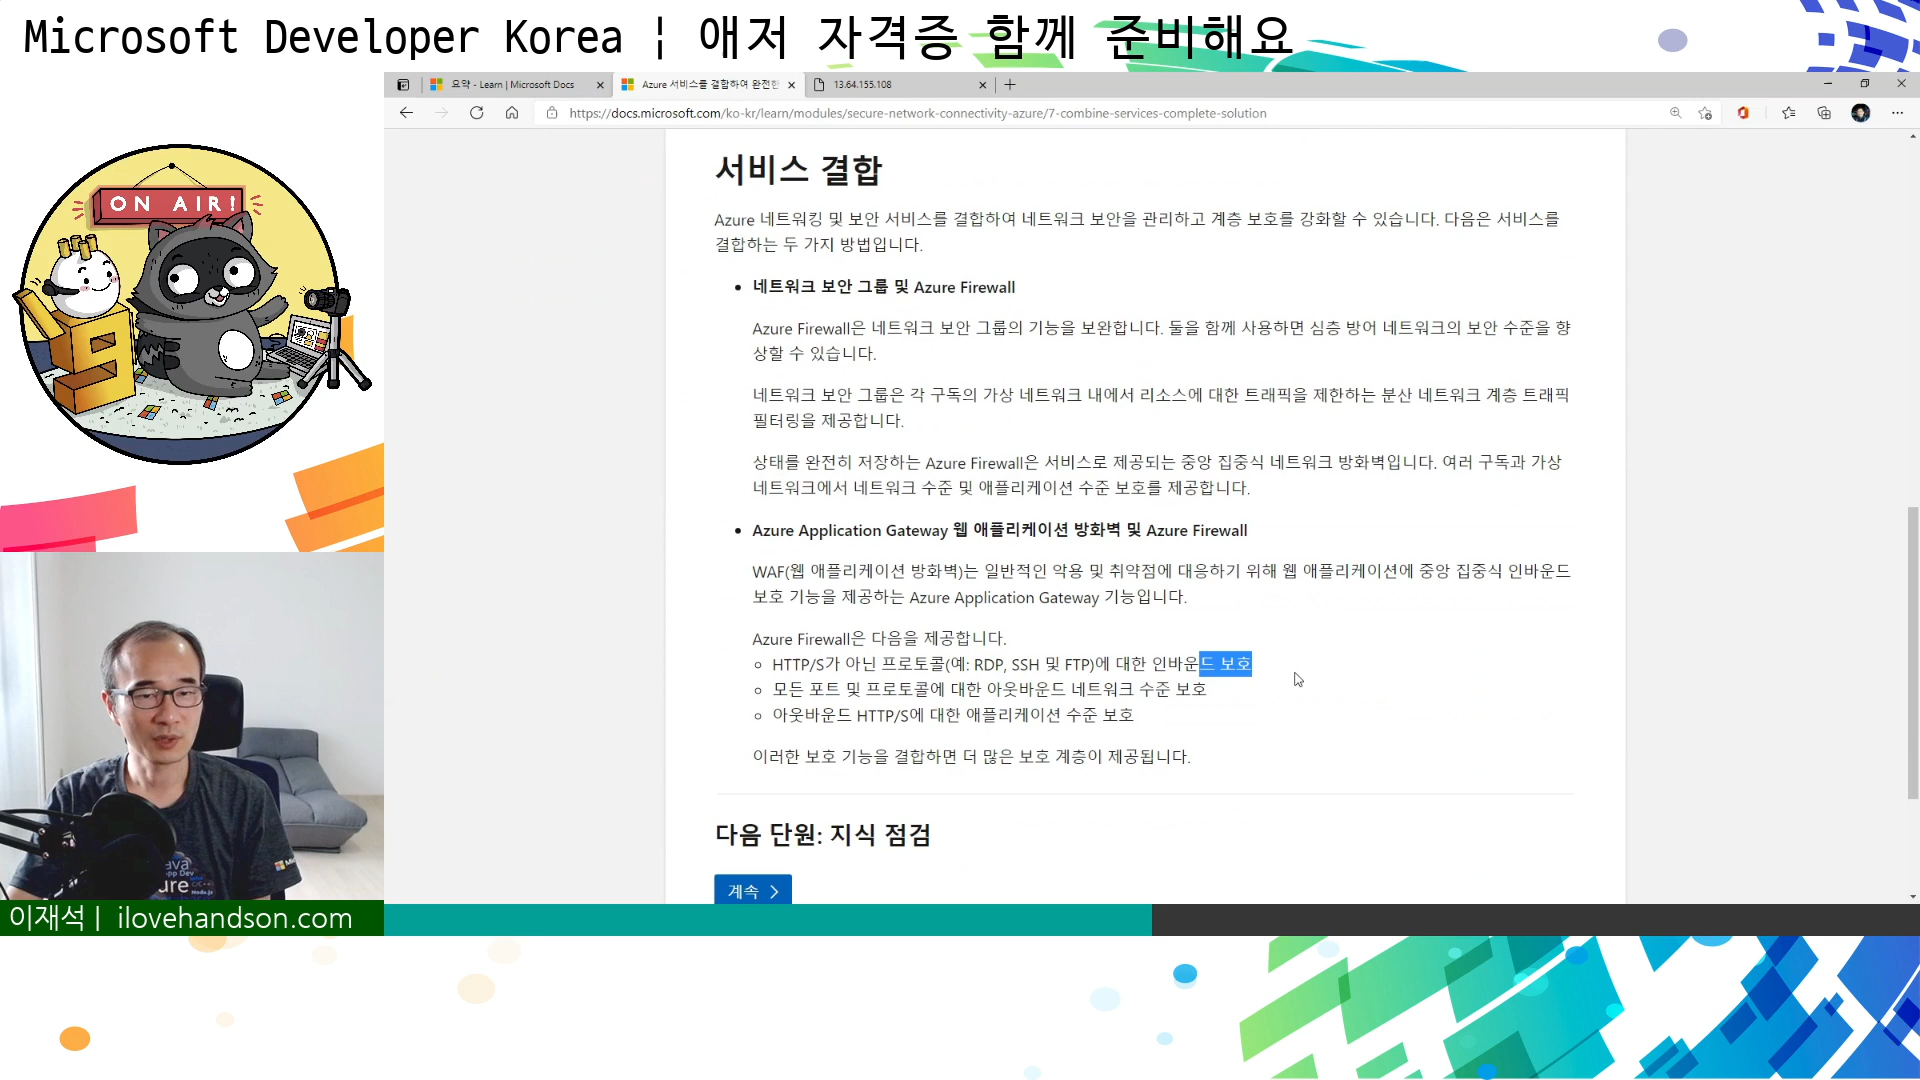 Microsoft Developer Korea | 애저 자격증 함께 준비해요
요약 - Learn | Microsoft Docs
Azure 서비스를 결합하여 완전한
13.64.155.108
https://docs.microsoft.com/ko-kr/learn/modules/secure-network-connectivity-azure/7-combine-services-complete-solution
ON AIR!
서비스 결합
Azure 네트워킹 및 보안 서비스를 결합하여 네트워크 보안을 관리하고 계층 보호를 강화할 수 있습니다. 다음은 서비스를
결합하는 두 가지 방법입니다.
• 네트워크 보안 그룹 및 Azure Firewall
Azure Firewall은 네트워크 보안 그룹의 기능을 보완합니다. 둘을 함께 사용하면 심층 방어 네트워크의 보안 수준을 향
상할 수 있습니다.
네트워크 보안 그룹은 각 구독의 가상 네트워크 내에서 리소스에 대한 트래픽을 제한하는 분산 네트워크 계층 트래픽
필터링을 제공합니다.
상태를 완전히 저장하는 Azure Firewall은 서비스로 제공되는 중앙 집중식 네트워크 방화벽입니다. 여러 구독과 가상
네트워크에서 네트워크 수준 및 애플리케이션 수준 보호를 제공합니다.
• Azure Application Gateway 웹 애플리케이션 방화벽 및 Azure Firewall
WAF(웹 애플리케이션 방화벽)는 일반적인 악용 및 취약점에 대응하기 위해 웹 애플리케이션에 중앙 집중식 인바운드
보호 기능을 제공하는 Azure Application Gateway 기능입니다.
Azure Firewall은 다음을 제공합니다.
◦ HTTP/S가 아닌 프로토콜(예: RDP, SSH 및 FTP)에 대한 인바운드 보호
◦ 모든 포트 및 프로토콜에 대한 아웃바운드 네트워크 수준 보호
◦ 아웃바운드 HTTP/S에 대한 애플리케이션 수준 보호
이러한 보호 기능을 결합하면 더 많은 보호 계층이 제공됩니다.
다음 단원: 지식 점검
계속
이재석 | ilovehandson.com